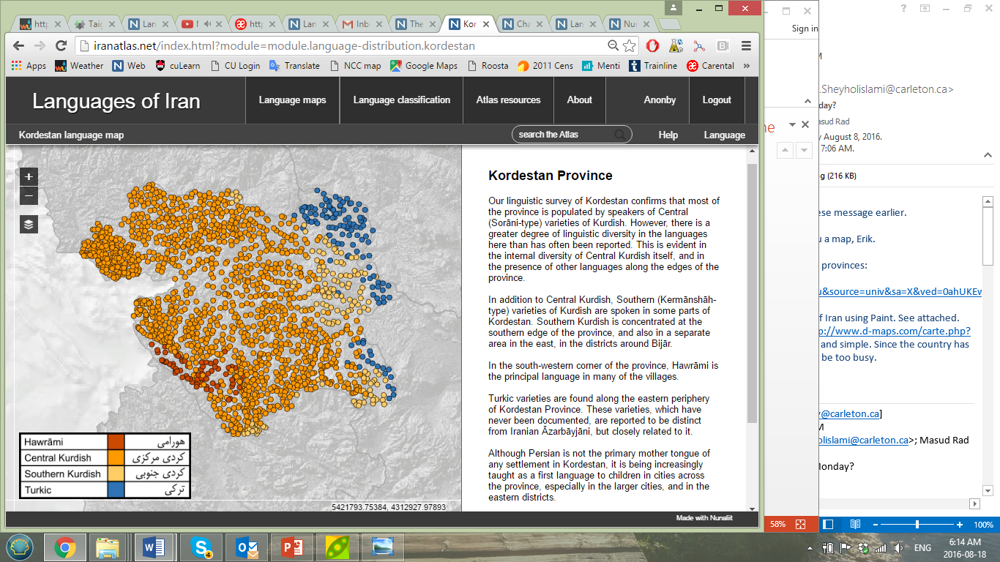 http
Taig
Lan
M
http
Lan
Inb
The
Kor
Cha
Lan
Nun
iranatlas.net/index.html?module=module.language-distribution.kordestan
Apps
Weather
Web
cuLearn
CU Login
Translate
NCC map
Google Maps
Roosta
2011 Cens
Menti
Trainline
Carental
»
Languages of Iran
Language maps
Language classification
Atlas resources
About
Anonby
Logout
Kordestan language map
search the Atlas
Help
Language
+
−
Hawrāmi هورامی
Central Kurdish کردی مرکزی
Southern Kurdish کردی جنوبی
Turkic ترکی
5421793.75384, 4312927.97893
Kordestan Province
Our linguistic survey of Kordestan confirms that most of
the province is populated by speakers of Central
(Sorāni-type) varieties of Kurdish. However, there is a
greater degree of linguistic diversity in the languages
here than has often been reported. This is evident in
the internal diversity of Central Kurdish itself, and in
the presence of other languages along the edges of the
province.
In addition to Central Kurdish, Southern (Kermānshāh-
type) varieties of Kurdish are spoken in some parts of
Kordestan. Southern Kurdish is concentrated at the
southern edge of the province, and also in a separate
area in the east, in the districts around Bijār.
In the south-western corner of the province, Hawrāmi is
the principal language in many of the villages.
Turkic varieties are found along the eastern periphery
of Kordestan Province. These varieties, which have
never been documented, are reported to be distinct
from Iranian Āzarbāyjāni, but closely related to it.
Although Persian is not the primary mother tongue of
any settlement in Kordestan, it is being increasingly
taught as a first language to children in cities across
the province, especially in the larger cities, and in the
eastern districts.
Made with Nunaliit
Sign in
ne
58%
?
M
.Sheyholislami@carleton.ca>
day?
Masud Rad
y August 8, 2016.
7:06 AM.
g (216 KB)
ese message earlier.
u a map, Erik.
provinces:
u&source=univ&sa=X&ved=0ahUKEw
f Iran using Paint. See attached.
p://www.d-maps.com/carte.php?
and simple. Since the country has
be too busy.
y@carleton.ca]
M
olislami@carleton.ca>; Masud Rad
Monday?
100%
4
ENG
6:14 AM
2016-08-18